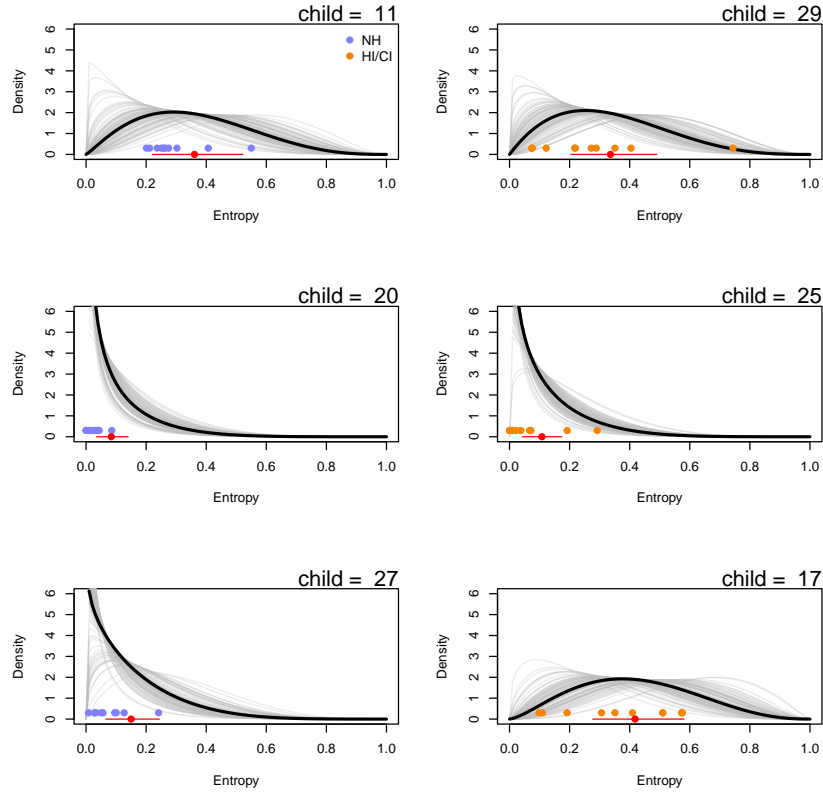 child = 11
Density
0 1 2 3 4 5 6
NH
HI/CI
0.0 0.2 0.4 0.6 0.8 1.0
Entropy
child = 29
Density
0 1 2 3 4 5 6
0.0 0.2 0.4 0.6 0.8 1.0
Entropy
child = 20
Density
0 1 2 3 4 5 6
0.0 0.2 0.4 0.6 0.8 1.0
Entropy
child = 25
Density
0 1 2 3 4 5 6
0.0 0.2 0.4 0.6 0.8 1.0
Entropy
child = 27
Density
0 1 2 3 4 5 6
0.0 0.2 0.4 0.6 0.8 1.0
Entropy
child = 17
Density
0 1 2 3 4 5 6
0.0 0.2 0.4 0.6 0.8 1.0
Entropy